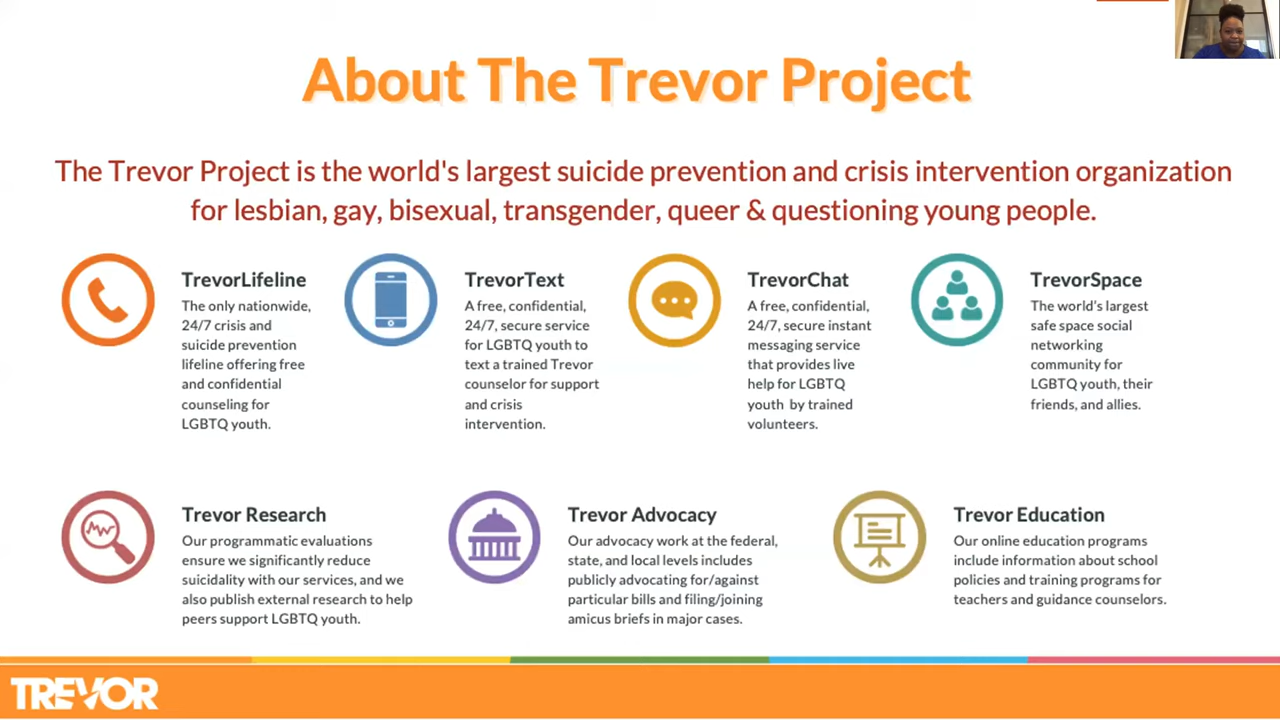 About The Trevor Project
The Trevor Project is the world's largest suicide prevention and crisis intervention organization
for lesbian, gay, bisexual, transgender, queer & questioning young people.
TrevorLifeline
The only nationwide,
24/7 crisis and
suicide prevention
lifeline offering free
and confidential
counseling for
LGBTQ youth.
TrevorText
A free, confidential,
24/7, secure service
for LGBTQ youth to
text a trained Trevor
counselor for support
and crisis
intervention.
TrevorChat
A free, confidential,
24/7, secure instant
messaging service
that provides live
help for LGBTQ
youth by trained
volunteers.
TrevorSpace
The world's largest
safe space social
networking
community for
LGBTQ youth, their
friends, and allies.
Trevor Research
Our programmatic evaluations
ensure we significantly reduce
suicidality with our services, and we
also publish external research to help
peers support LGBTQ youth.
Trevor Advocacy
Our advocacy work at the federal,
state, and local levels includes
publicly advocating for/against
particular bills and filing/joining
amicus briefs in major cases.
Trevor Education
Our online education programs
include information about school
policies and training programs for
teachers and guidance counselors.
TREVOR